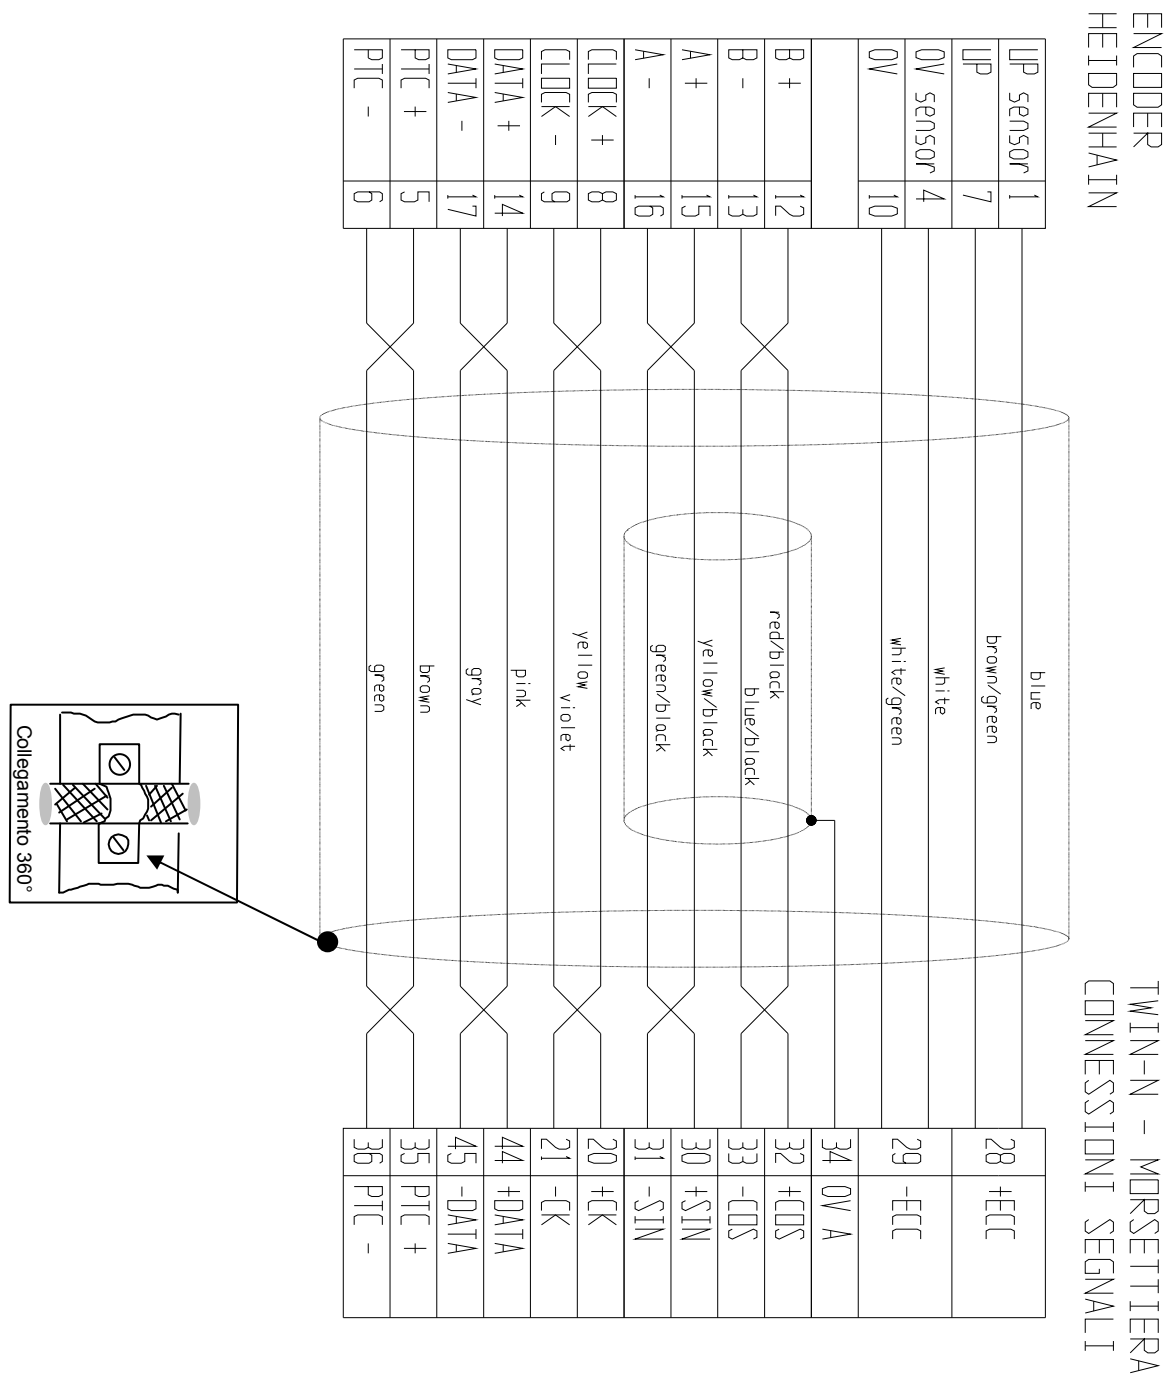 ENCODER
HEIDENHAIN
TWIN-N - MORSETTIERA
CONNESSIONI SEGNALI
UP sensor 1 blue 28 +ECC
UP 7 brown/green
0V sensor 4 white 29 -ECC
0V 10 white/green
34 0V A
B + 12 red/black 32 +COS
B - 13 blue/black 33 -COS
A + 15 yellow/black 30 +SIN
A - 16 green/black 31 -SIN
CLOCK + 8 yellow 20 +CK
CLOCK - 9 violet 21 -CK
DATA + 14 pink 44 +DATA
DATA - 17 gray 45 -DATA
PTC + 5 brown 35 PTC +
PTC - 6 green 36 PTC -
Collegamento 360°